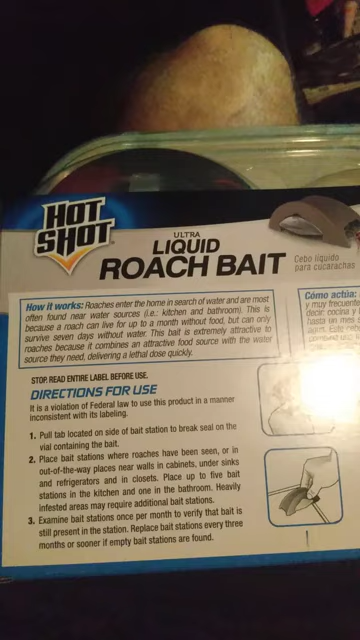 HOT
SHOT
ULTRA
LIQUID
ROACH BAIT
Cebo líquido
para cucarachas
How it works: Roaches enter the home in search of water and are most
often found near water sources (i.e.: kitchen and bathroom). This is
because a roach can live for up to a month without food, but can only
survive seven days without water. This bait is extremely attractive to
roaches because it combines an attractive food source with the water
source they need, delivering a lethal dose quickly.
Cómo actúa:
y muy frecuente
decir: cocina y
hasta un mes
STOP. READ ENTIRE LABEL BEFORE USE.
DIRECTIONS FOR USE
It is a violation of Federal law to use this product in a manner
inconsistent with its labeling.
1. Pull tab located on side of bait station to break seal on the
vial containing the bait.
2. Place bait stations where roaches have been seen, or in
out-of-the-way places near walls in cabinets, under sinks
and refrigerators and in closets. Place up to five bait
stations in the kitchen and one in the bathroom. Heavily
infested areas may require additional bait stations.
3. Examine bait stations once per month to verify that bait is
still present in the station. Replace bait stations every three
months or sooner if empty bait stations are found.